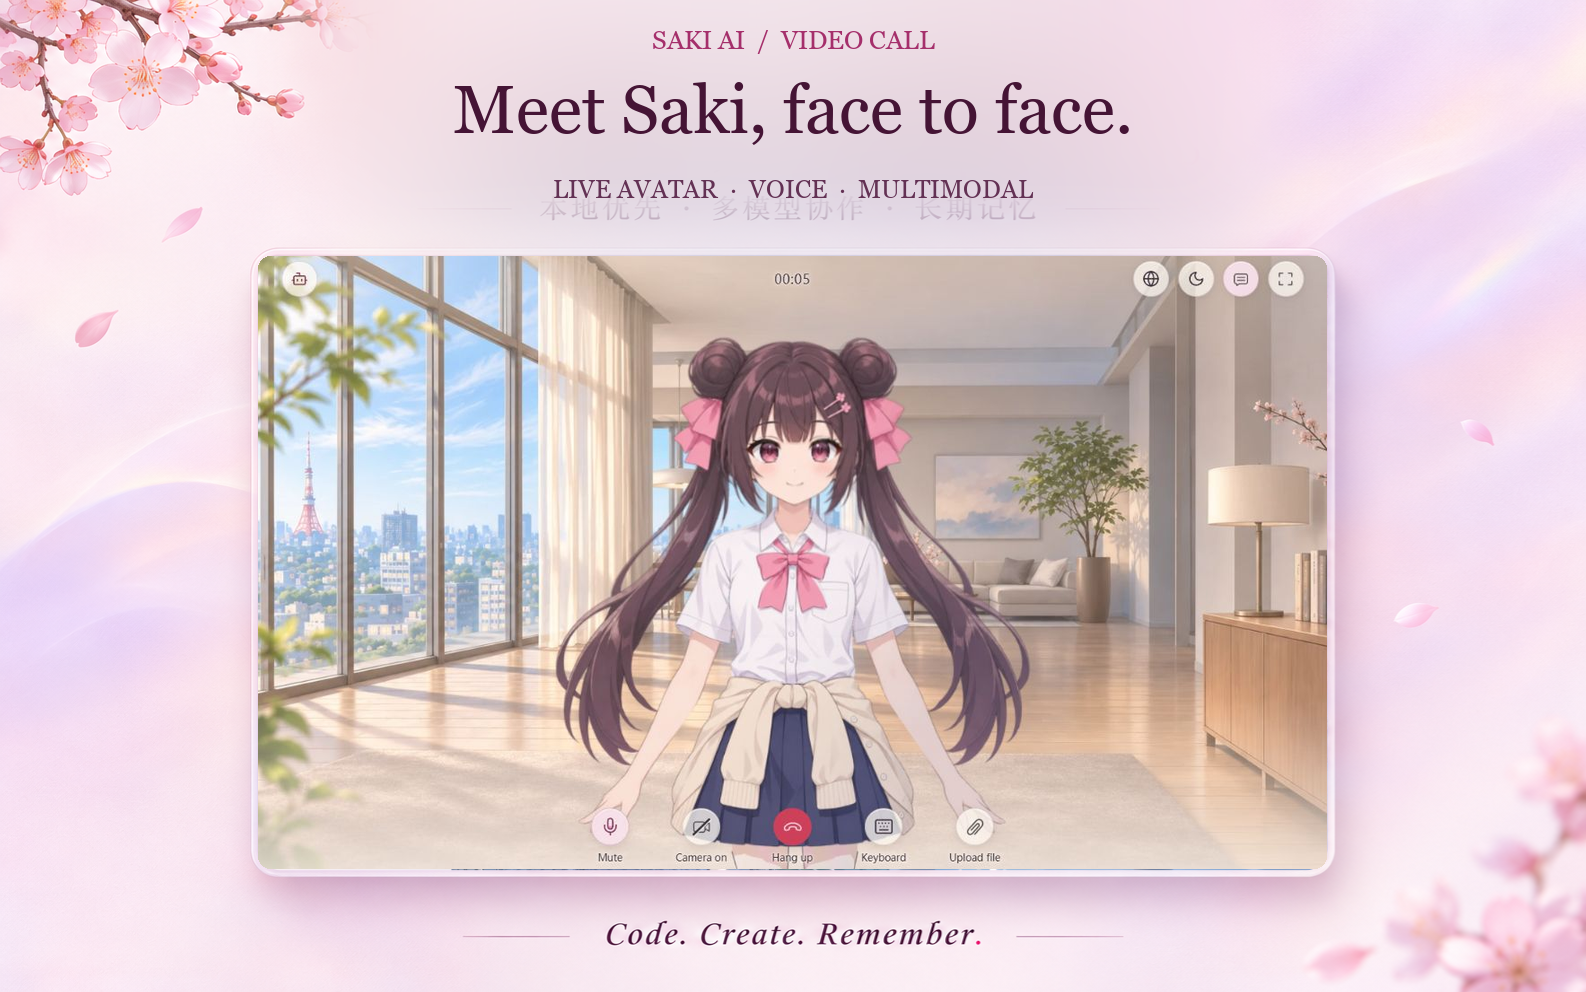 SAKI AI / VIDEO CALL
Meet Saki, face to face.
LIVE AVATAR · VOICE · MULTIMODAL
本地优先 · 多模型协作 · 长期记忆
00:05
Mute
Camera on
Hang up
Keyboard
Upload file
Code. Create. Remember.